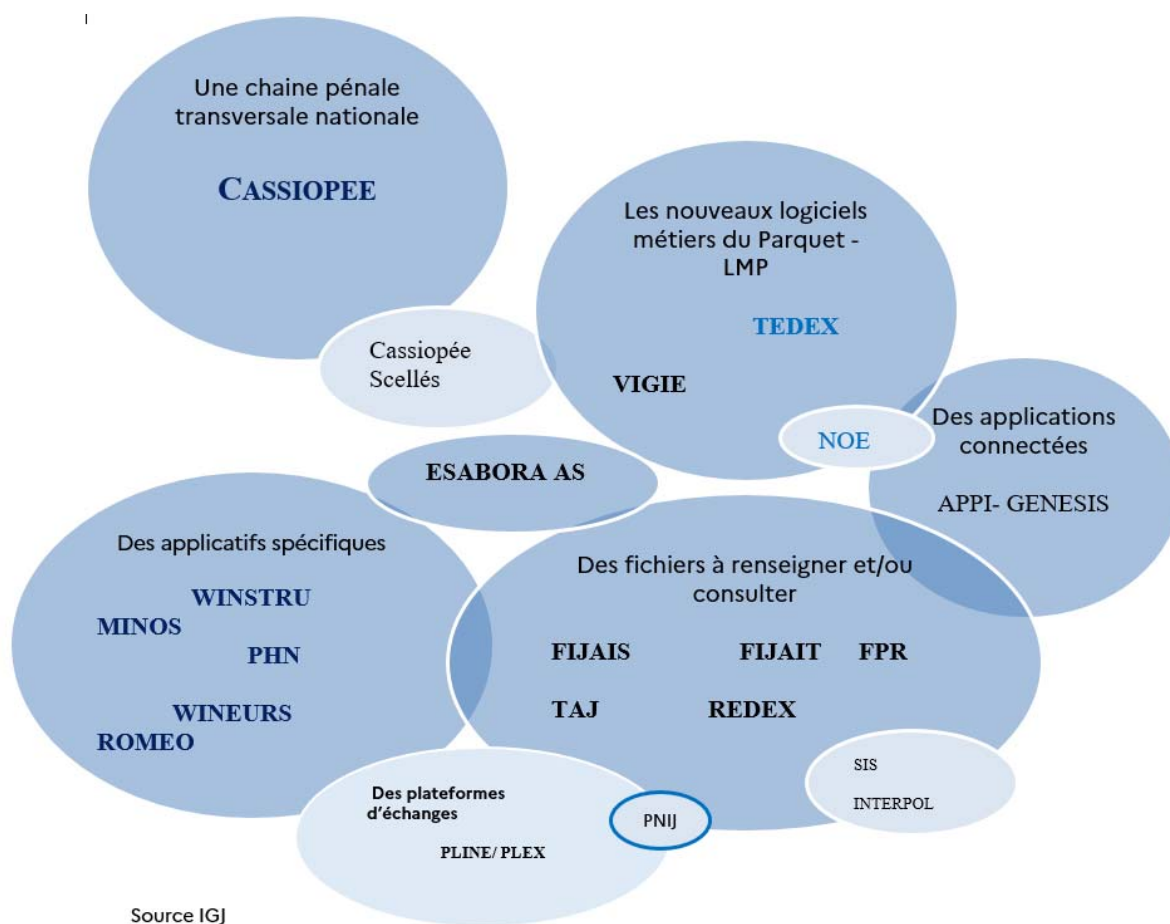 Une chaine pénale
transversale nationale
CASSIOPEE
Les nouveaux logiciels
métiers du Parquet -
LMP
TEDEX
VIGIE
NOE
Cassiopée
Scellés
Des applications
connectées
APPI- GENESIS
ESABORA AS
Des applicatifs spécifiques
WINSTRU
MINOS
PHN
WINEURS
ROMEO
Des fichiers à renseigner et/ou
consulter
FIJAIS FIJAIT FPR
TAJ REDEX
SIS
INTERPOL
Des plateformes
d'échanges
PLINE/ PLEX
PNIJ
Source IGJ